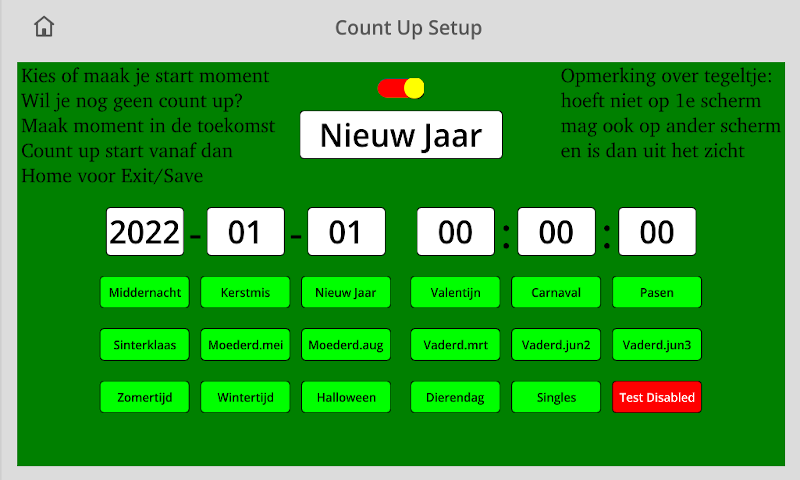 Count Up Setup
Kies of maak je start moment
Wil je nog geen count up?
Maak moment in de toekomst
Count up start vanaf dan
Home voor Exit/Save
Nieuw Jaar
Opmerking over tegeltje:
hoeft niet op 1e scherm
mag ook op ander scherm
en is dan uit het zicht
2022 - 01 - 01 00 : 00 : 00
Middernacht Kerstmis Nieuw Jaar Valentijn Carnaval Pasen
Sinterklaas Moederd.mei Moederd.aug Vaderd.mrt Vaderd.jun2 Vaderd.jun3
Zomertijd Wintertijd Halloween Dierendag Singles Test Disabled